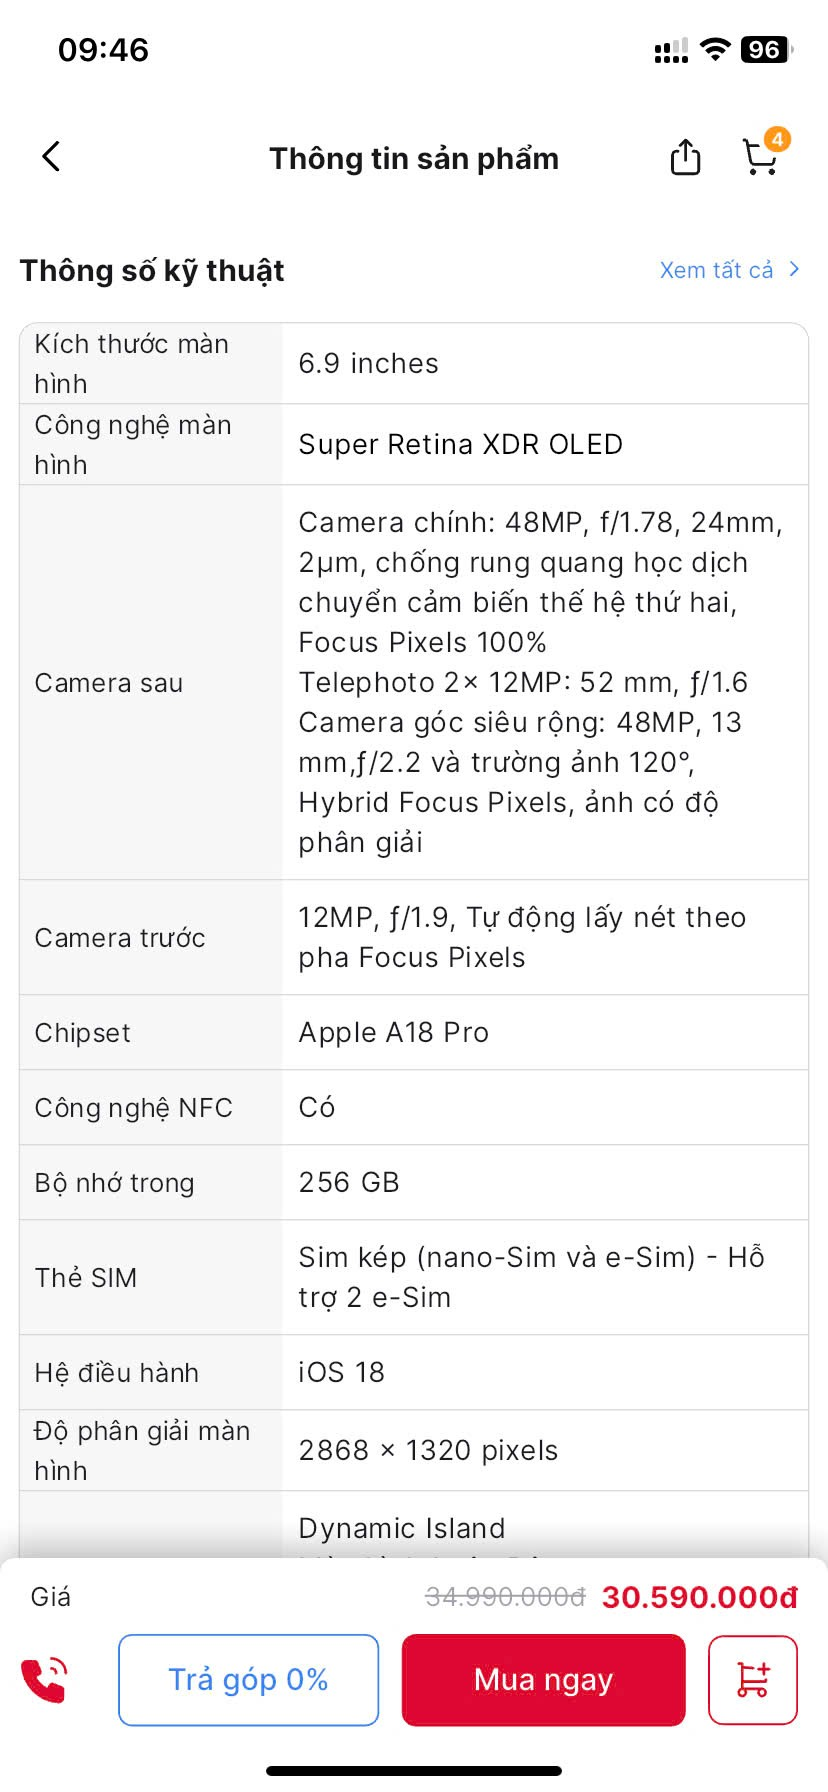 09:46
96
Thông tin sản phẩm
4
Thông số kỹ thuật
Xem tất cả
Kích thước màn
hình
6.9 inches
Công nghệ màn
hình
Super Retina XDR OLED
Camera sau
Camera chính: 48MP, f/1.78, 24mm,
2µm, chống rung quang học dịch
chuyển cảm biến thế hệ thứ hai,
Focus Pixels 100%
Telephoto 2× 12MP: 52 mm, ƒ/1.6
Camera góc siêu rộng: 48MP, 13
mm,ƒ/2.2 và trường ảnh 120°,
Hybrid Focus Pixels, ảnh có độ
phân giải
Camera trước
12MP, ƒ/1.9, Tự động lấy nét theo
pha Focus Pixels
Chipset
Apple A18 Pro
Công nghệ NFC
Có
Bộ nhớ trong
256 GB
Thẻ SIM
Sim kép (nano-Sim và e-Sim) - Hỗ
trợ 2 e-Sim
Hệ điều hành
iOS 18
Độ phân giải màn
hình
2868 × 1320 pixels
Dynamic Island
Giá
34.990.000đ 30.590.000đ
Trả góp 0%
Mua ngay